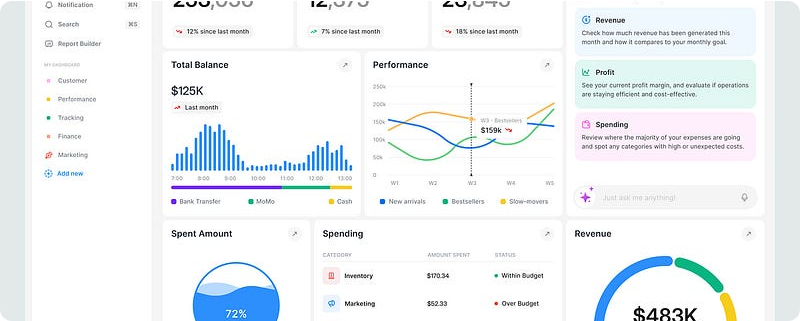 Notification
⌘N
Search
⌘S
Report Builder
MY DASHBOARD
Customer
Performance
Tracking
Finance
Marketing
Add new
12% since last month
7% since last month
18% since last month
Total Balance
$125K
Last month
7:00 8:00 9:00 10:00 11:00 12:00 13:00
Bank Transfer MoMo Cash
Performance
250k
200k
150k
100k
50k
0
W3 - Bestsellers
$159k
W1 W2 W3 W4 W5
New arrivals Bestsellers Slow-movers
Revenue
Check how much revenue has been generated this
month and how it compares to your monthly goal.
Profit
See your current profit margin, and evaluate if operations
are staying efficient and cost-effective.
Spending
Review where the majority of your expenses are going
and spot any categories with high or unexpected costs.
Just ask me anything!
Spent Amount
72%
Spending
CATEGORY AMOUNT SPENT STATUS
Inventory $170.34 Within Budget
Marketing $52.33 Over Budget
Revenue
$483K